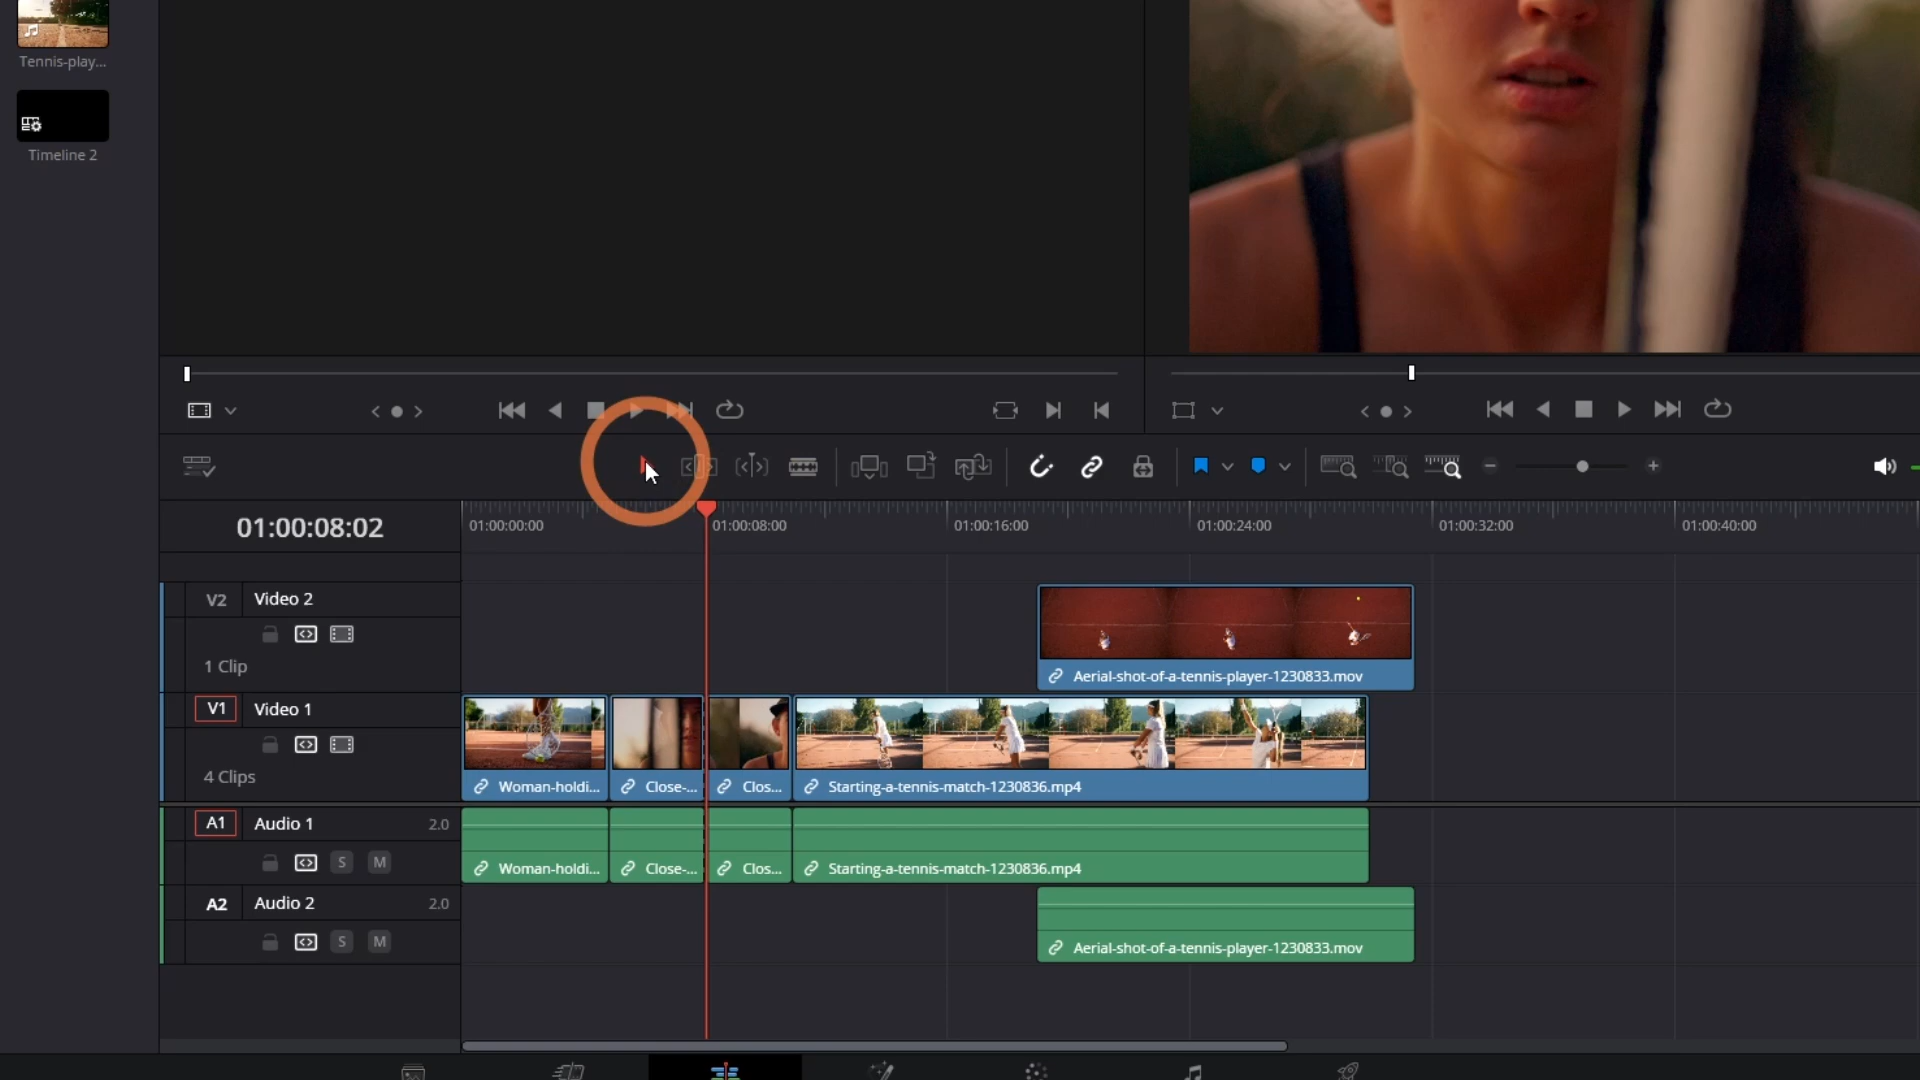 Tennis-play...
Timeline 2
01:00:08:02
01:00:00:00
01:00:08:00
01:00:16:00
01:00:24:00
01:00:32:00
01:00:40:00
V2 Video 2
1 Clip
Aerial-shot-of-a-tennis-player-1230833.mov
V1 Video 1
4 Clips
Woman-holdi...
Close-...
Clos...
Starting-a-tennis-match-1230836.mp4
A1 Audio 1 2.0
S M
Woman-holdi...
Close-...
Clos...
Starting-a-tennis-match-1230836.mp4
A2 Audio 2 2.0
S M
Aerial-shot-of-a-tennis-player-1230833.mov